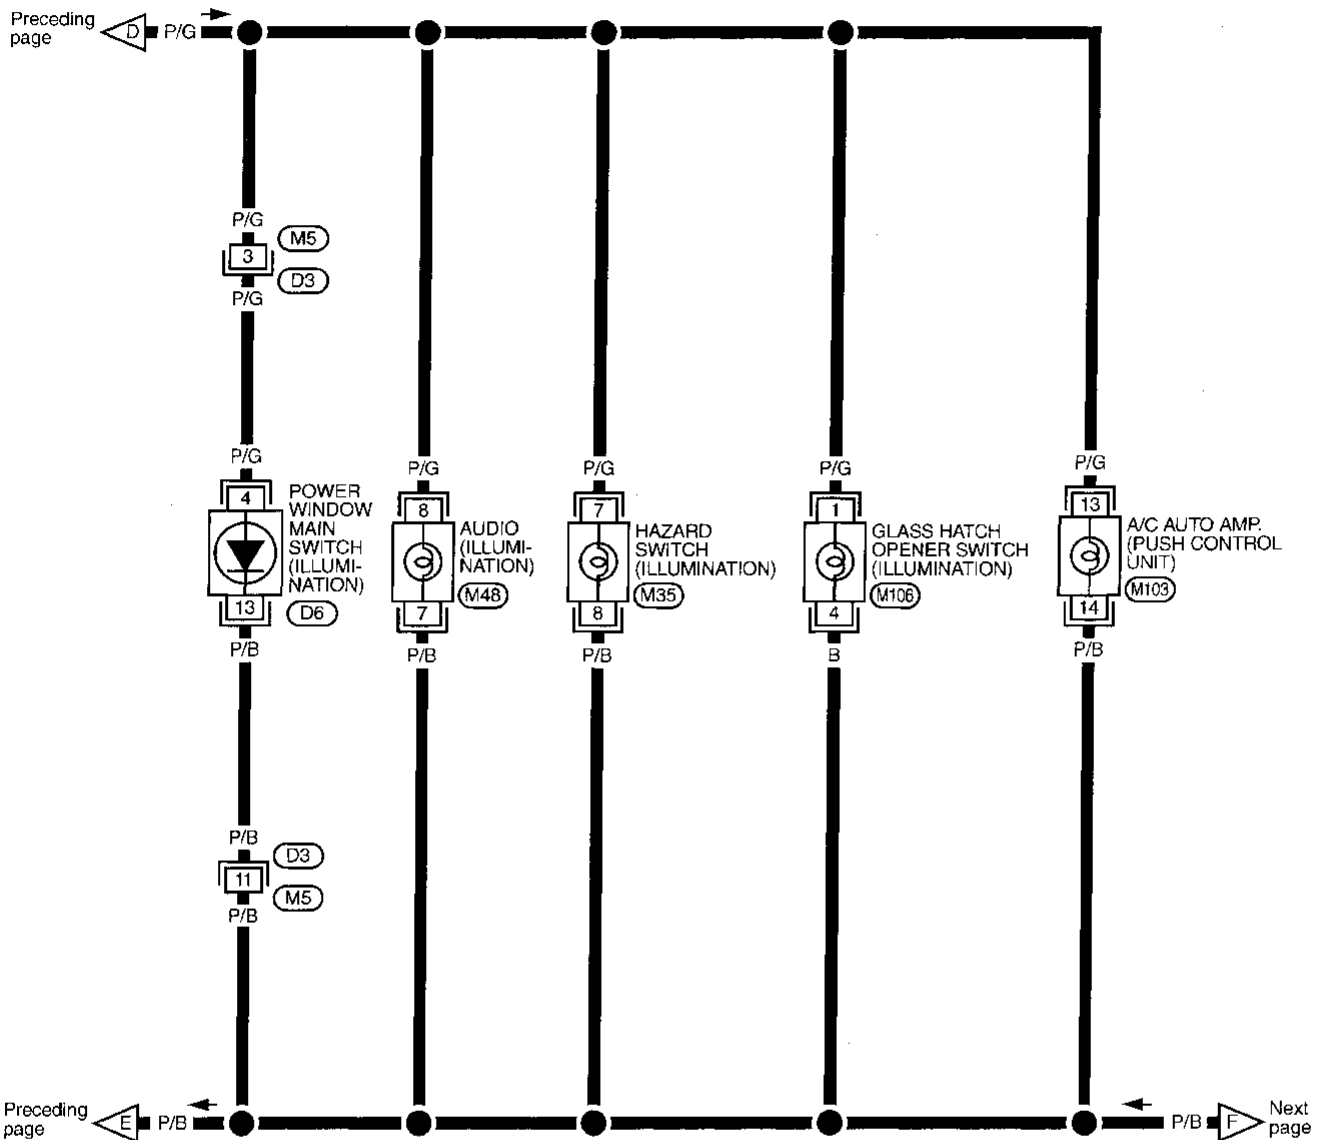 Preceding
page
D
P/G
P/G
3
M5
D3
P/G
P/G
4
POWER
WINDOW
MAIN
SWITCH
(ILLUMI-
NATION)
13
D6
P/B
P/G
8
AUDIO
(ILLUMI-
NATION)
M48
7
P/B
P/G
7
HAZARD
SWITCH
(ILLUMINATION)
M35
8
P/B
P/G
1
GLASS HATCH
OPENER SWITCH
(ILLUMINATION)
M106
4
B
P/G
13
A/C AUTO AMP.
(PUSH CONTROL
UNIT)
M103
14
P/B
P/B
D3
11
M5
P/B
Preceding
page
E
P/B
P/B
F
Next
page